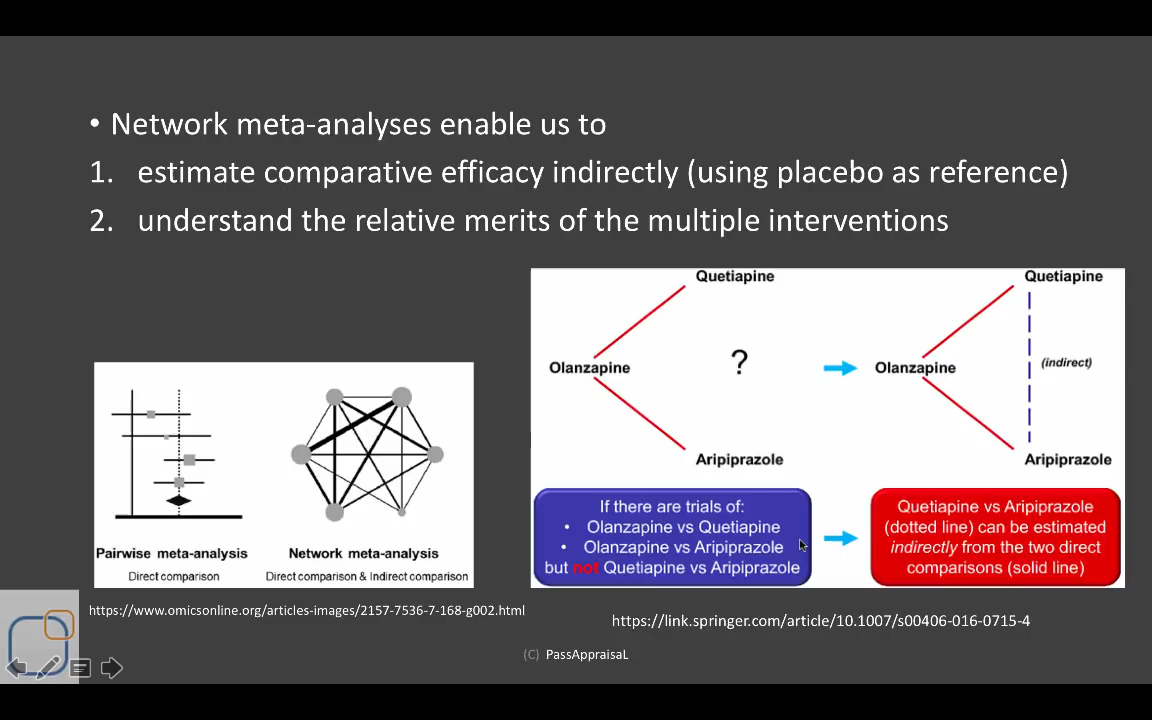 • Network meta-analyses enable us to
1. estimate comparative efficacy indirectly (using placebo as reference)
2. understand the relative merits of the multiple interventions
Pairwise meta-analysis
Direct comparison
Network meta-analysis
Direct comparison & Indirect comparison
https://www.omicsonline.org/articles-images/2157-7536-7-168-g002.html
Quetiapine
Olanzapine
?
Aripiprazole
Quetiapine
Olanzapine
(indirect)
Aripiprazole
If there are trials of:
• Olanzapine vs Quetiapine
• Olanzapine vs Aripiprazole
but not Quetiapine vs Aripiprazole
Quetiapine vs Aripiprazole
(dotted line) can be estimated
indirectly from the two direct
comparisons (solid line)
https://link.springer.com/article/10.1007/s00406-016-0715-4
(C) PassAppraisaL